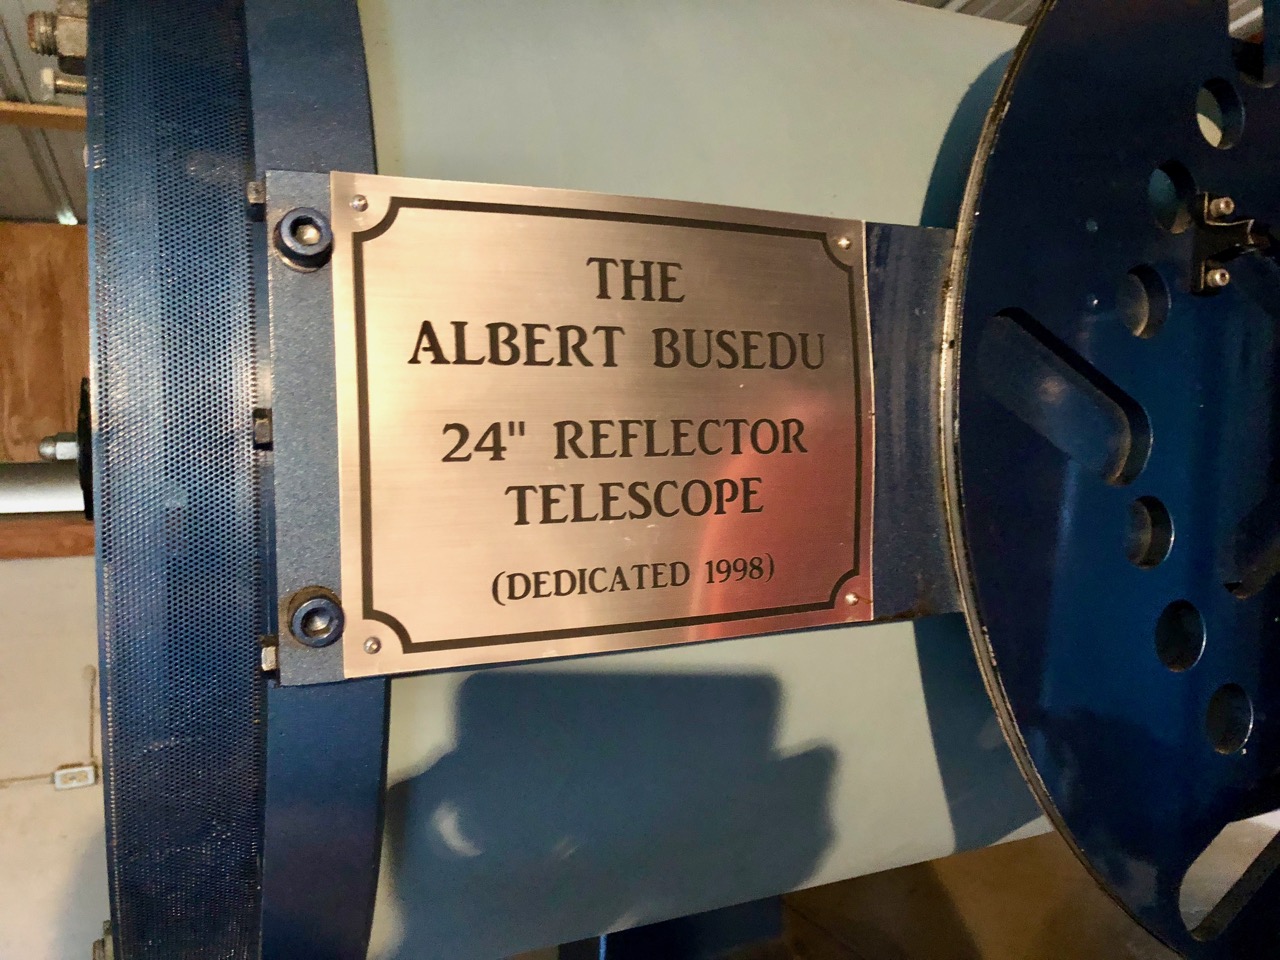 THE
ALBERT BUSEDU
24" REFLECTOR
TELESCOPE
(DEDICATED 1998)